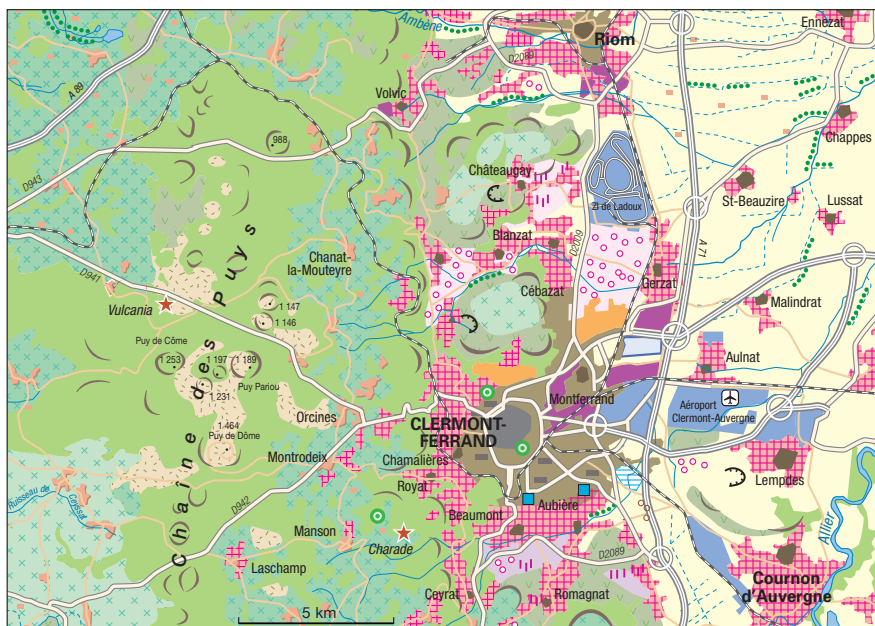 Ambène
Ennezat
Riom
D2089
A 89
Volvic
Chappes
988
Châteaugay
D943
ZI de Ladoux
St-Beauzire
Lussat
Blanzat
D2009
A 71
Chanat-
la-Mouteyre
D941
Cébazat
Gerzat
Vulcania
1 147
Malindrat
1 146
Puy de Côme
Aulnat
1 253
1 197
1 189
Puy Pariou
1 231
Montferrand
Aéroport
Clermont-Auvergne
Orcines
1 464
Puy de Dôme
CLERMONT-
FERRAND
Chaîne des Puys
Montrodeix
Chamalières
Royat
Lempdes
Ruisseau de
Ceyssat
D942
Beaumont
Aubière
Allier
Manson
Charade
D2089
Laschamp
Cournon
d'Auvergne
Ceyrat
Romagnat
5 km